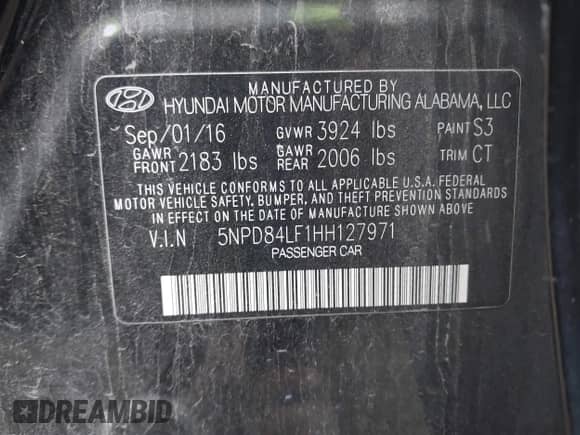 MANUFACTURED BY
HYUNDAI MOTOR MANUFACTURING ALABAMA, LLC
Sep/01/16 GVWR 3924 lbs PAINT S3
GAWR FRONT 2183 lbs GAWR REAR 2006 lbs TRIM CT
THIS VEHICLE CONFORMS TO ALL APPLICABLE U.S.A. FEDERAL
MOTOR VEHICLE SAFETY, BUMPER, AND THEFT PREVENTION STANDARDS
IN EFFECT ON THE DATE OF MANUFACTURE SHOWN ABOVE
V.I.N 5NPD84LF1HH127971
PASSENGER CAR
DREAMBID